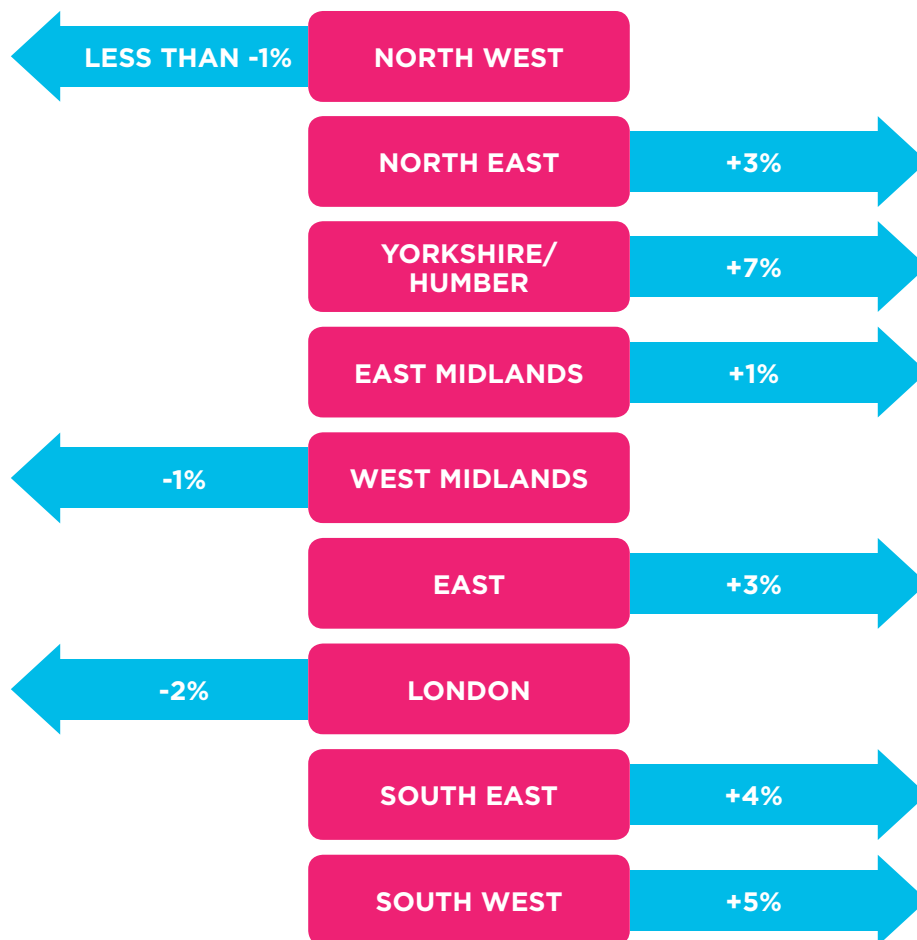 LESS THAN -1% NORTH WEST
NORTH EAST +3%
YORKSHIRE/
HUMBER +7%
EAST MIDLANDS +1%
-1% WEST MIDLANDS
EAST +3%
-2% LONDON
SOUTH EAST +4%
SOUTH WEST +5%